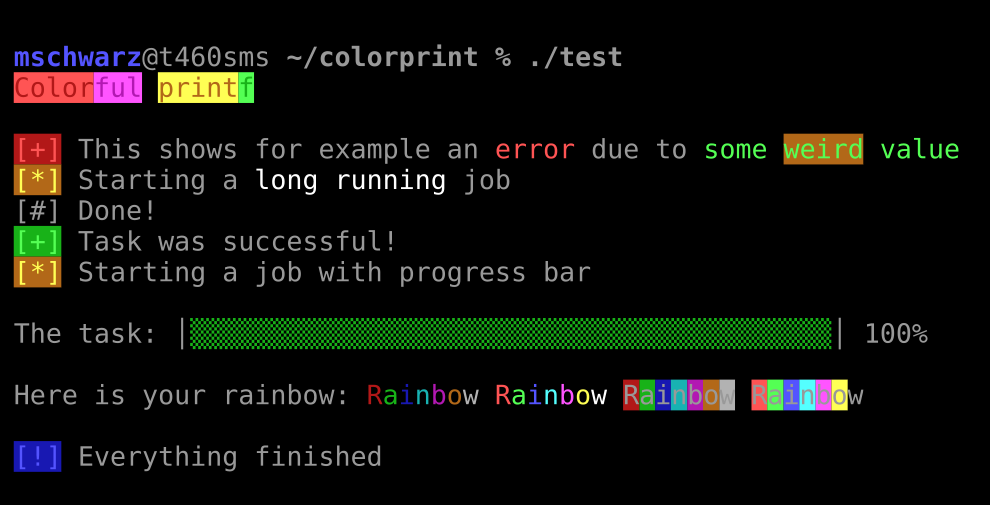 mschwarz@t460sms ~/colorprint % ./test
Colorful printf
[+] This shows for example an error due to some weird value
[*] Starting a long running job
[#] Done!
[+] Task was successful!
[*] Starting a job with progress bar
The task: | | 100%
Here is your rainbow: Rainbow Rainbow Rainbow Rainbow
[!] Everything finished